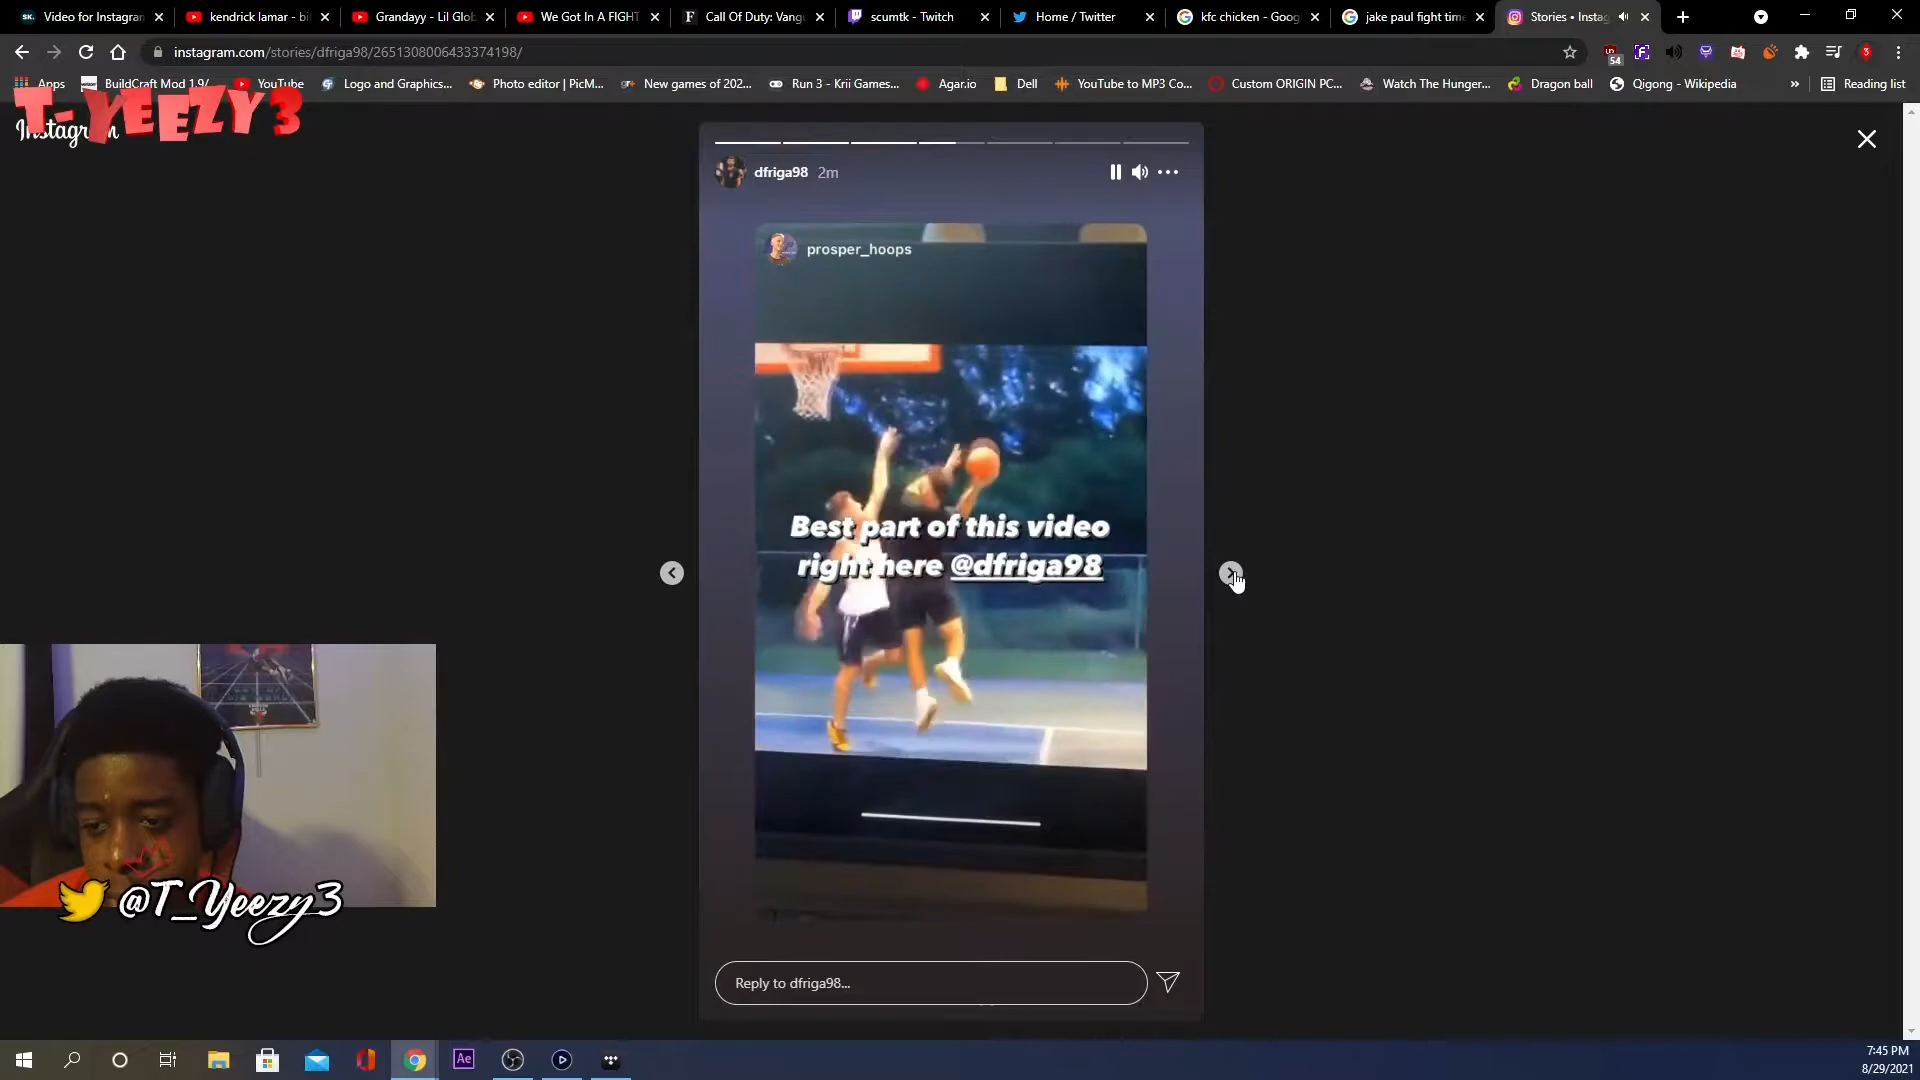 Video for Instagran
kendrick lamar - bi
Grandayy - Lil Glob
We Got In A FIGHT
Call Of Duty: Vangu
scumtk - Twitch
Home / Twitter
kfc chicken - Goog
jake paul fight time
Stories • Instag
instagram.com/stories/dfriga98/2651308006433374198/
54
3
Apps
BuildCraft Mod 1.9/
YouTube
Logo and Graphics...
Photo editor | PicM...
New games of 202...
Run 3 - Krii Games...
Agar.io
Dell
YouTube to MP3 Co...
Custom ORIGIN PC...
Watch The Hunger...
Dragon ball
Qigong - Wikipedia
»
Reading list
T-YEEZY3
Instagram
dfriga98 2m
prosper_hoops
Best part of this video
right here @dfriga98
@T_Yeezy3
Reply to dfriga98...
Ae
7:45 PM
8/29/2021